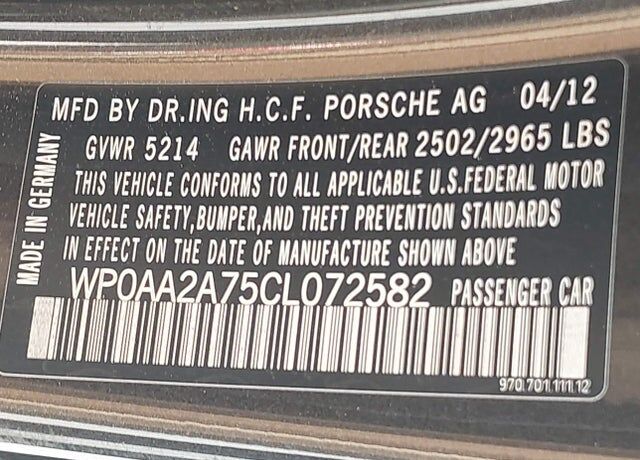 MFD BY DR.ING H.C.F. PORSCHE AG 04/12
GVWR 5214 GAWR FRONT/REAR 2502/2965 LBS
THIS VEHICLE CONFORMS TO ALL APPLICABLE U.S.FEDERAL MOTOR
VEHICLE SAFETY,BUMPER,AND THEFT PREVENTION STANDARDS
IN EFFECT ON THE DATE OF MANUFACTURE SHOWN ABOVE
WP0AA2A75CL072582 PASSENGER CAR
970.701.111.12
MADE IN GERMANY